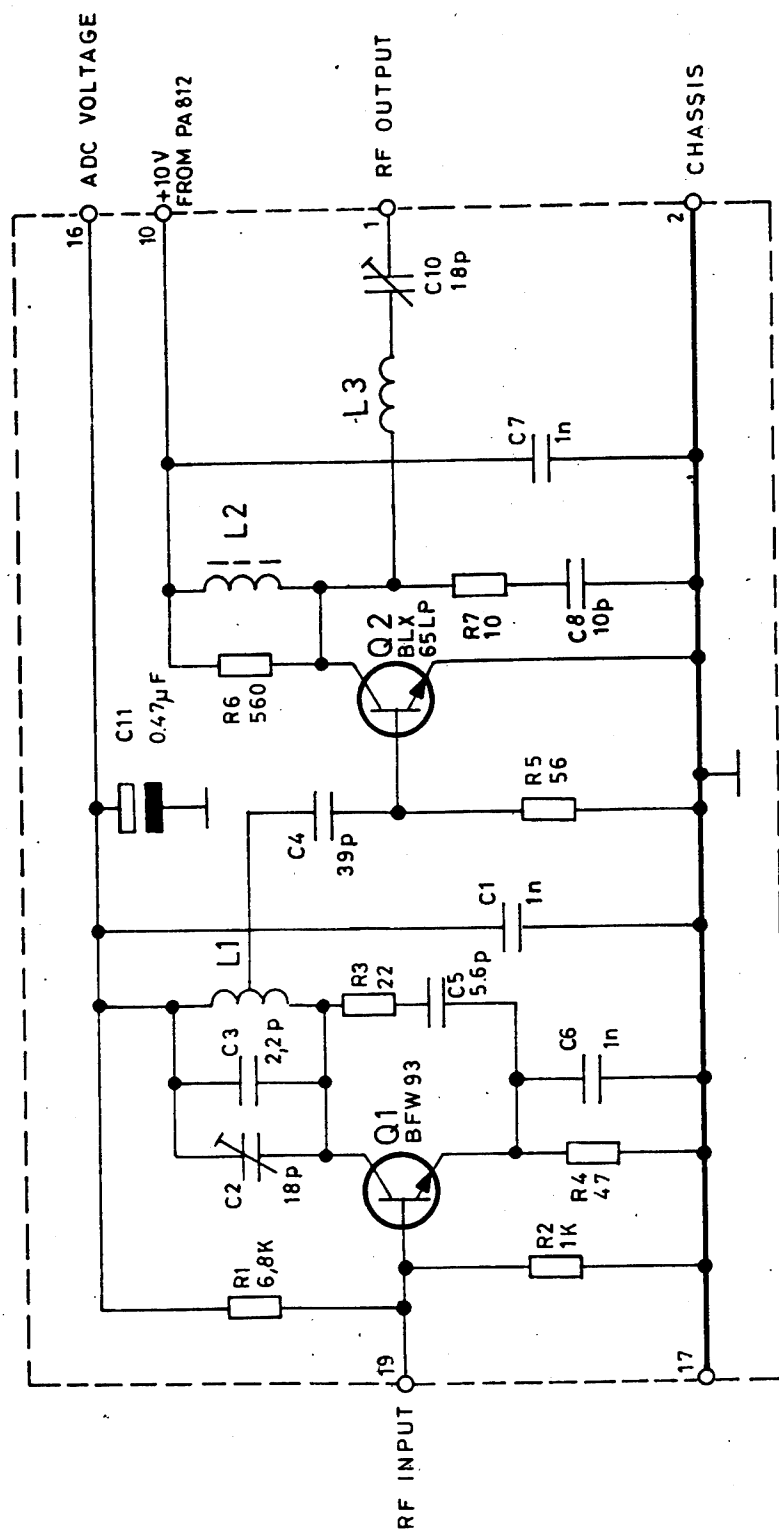 16
ADC VOLTAGE
10
+10V
FROM PA812
1
RF OUTPUT
2
CHASSIS
C11
0.47µF
L2
R6
560
Q2
BLX
65LP
L3
C10
18p
C7
1n
R7
10
C8
10p
C4
39p
R5
56
L1
C1
1n
C3
2,2p
C2
18p
R3
22
C5
5.6p
Q1
BFW93
C6
1n
R4
47
R1
6,8K
R2
1K
19
RF INPUT
17